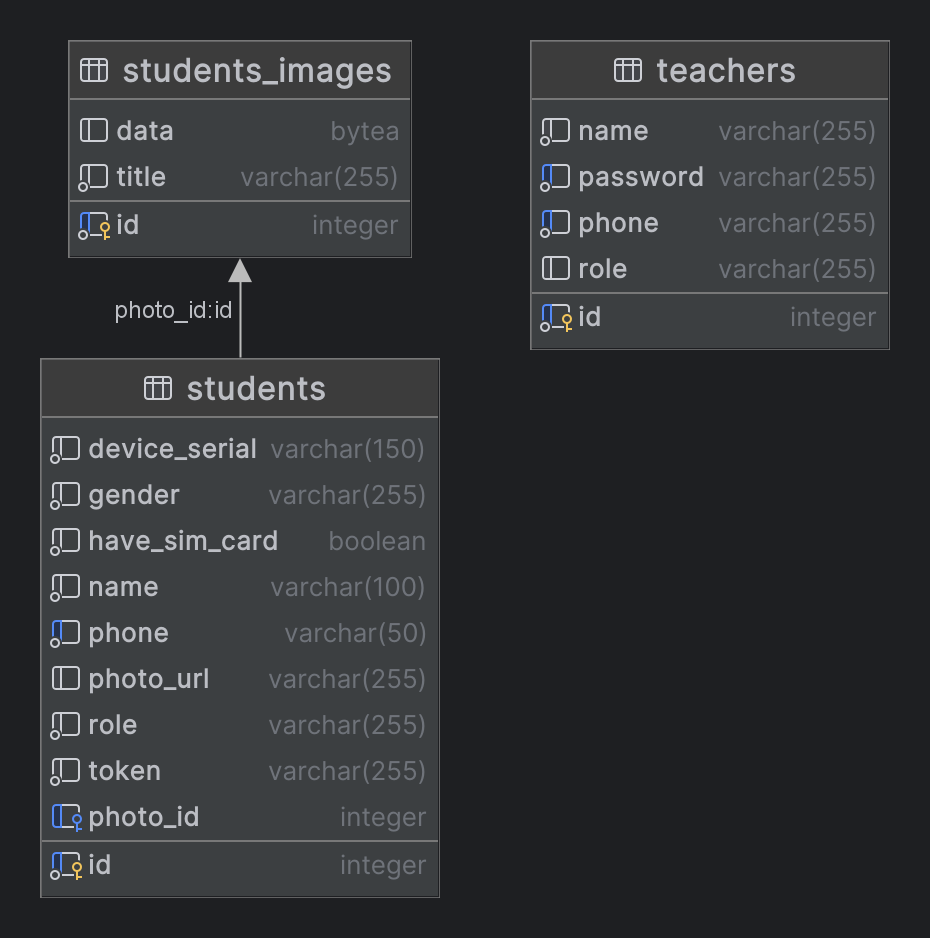 students_images
data bytea
title varchar(255)
id integer
photo_id:id
students
device_serial varchar(150)
gender varchar(255)
have_sim_card boolean
name varchar(100)
phone varchar(50)
photo_url varchar(255)
role varchar(255)
token varchar(255)
photo_id integer
id integer
teachers
name varchar(255)
password varchar(255)
phone varchar(255)
role varchar(255)
id integer